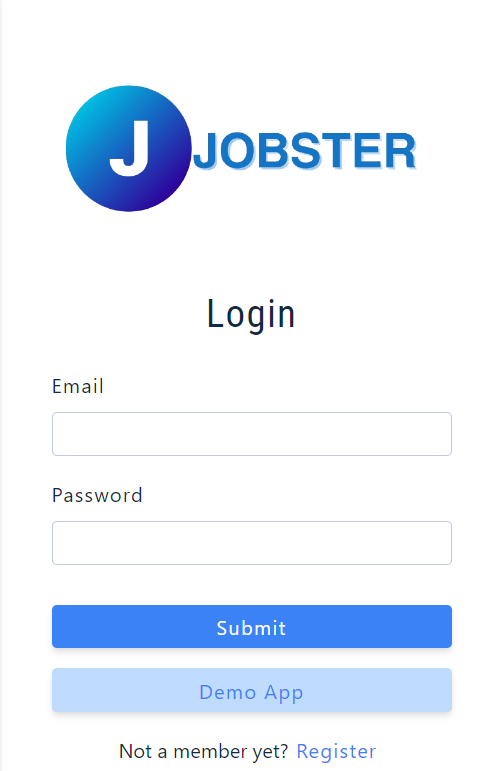 J JOBSTER
Login
Email
Password
Submit
Demo App
Not a member yet? Register